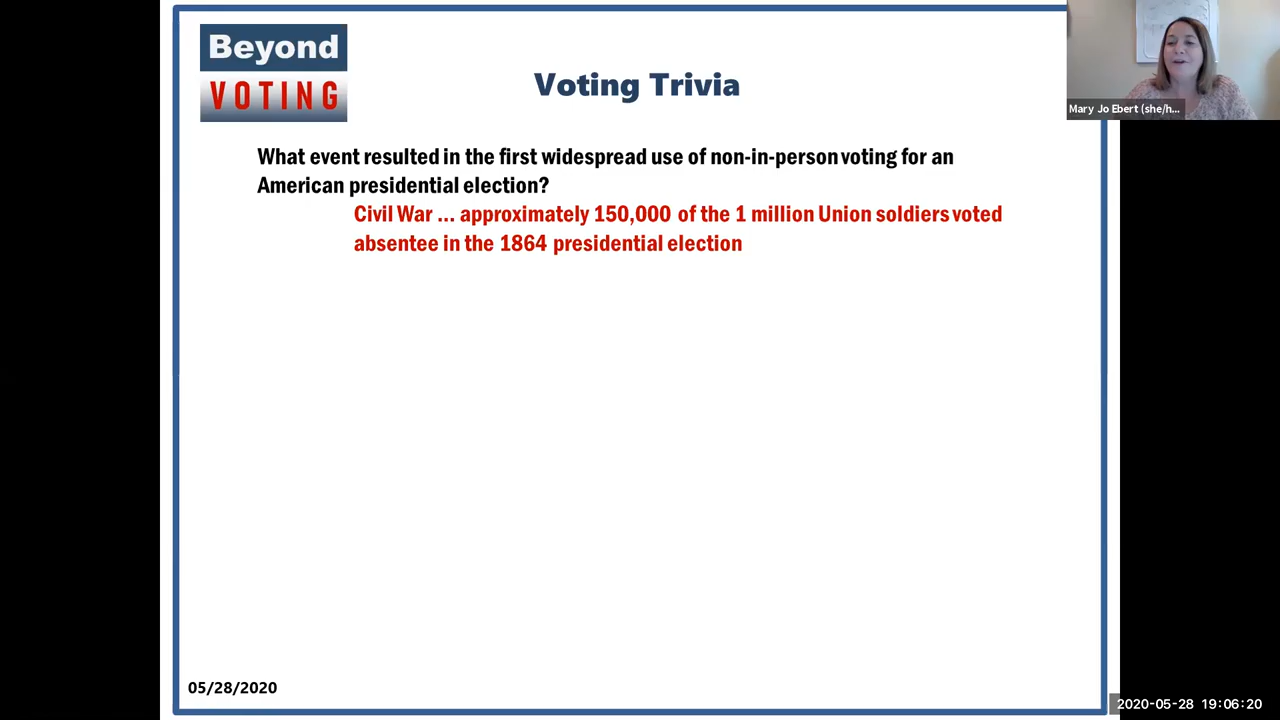 Beyond
VOTING
Voting Trivia
Mary Jo Ebert (she/h...
What event resulted in the first widespread use of non-in-person voting for an
American presidential election?
Civil War ... approximately 150,000 of the 1 million Union soldiers voted
absentee in the 1864 presidential election
05/28/2020
2020-05-28 19:06:20